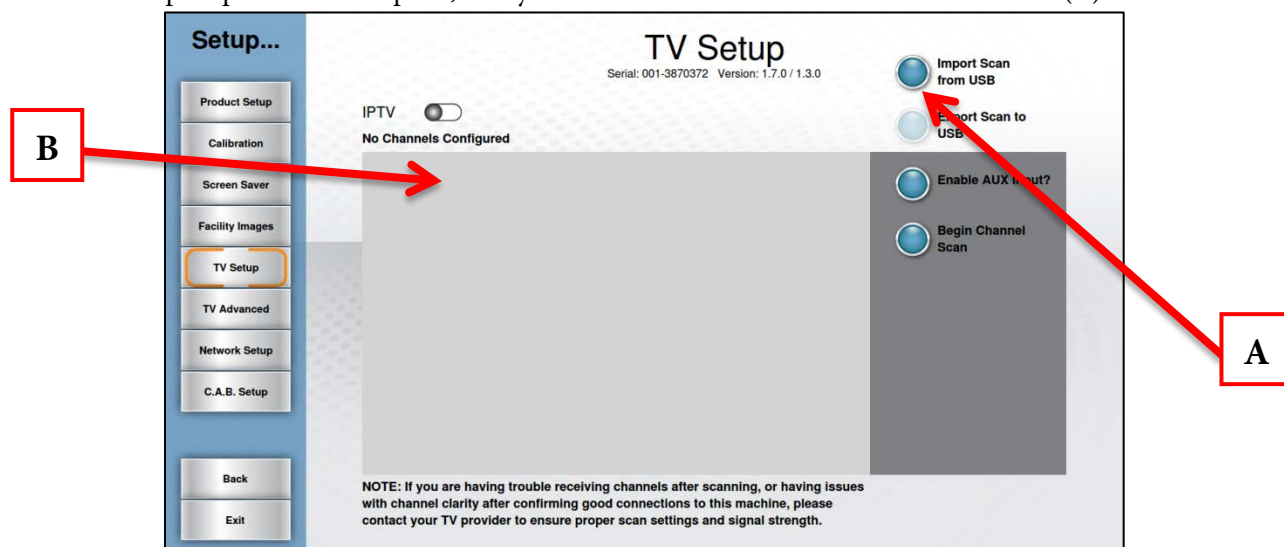 Setup...
TV Setup
Serial: 001-3870372 Version: 1.7.0 / 1.3.0
Import Scan
from USB
Product Setup
IPTV
Export Scan to
USB
No Channels Configured
Calibration
B
Screen Saver
Enable AUX Input?
Facility Images
Begin Channel
Scan
TV Setup
TV Advanced
Network Setup
A
C.A.B. Setup
Back
Exit
NOTE: If you are having trouble receiving channels after scanning, or having issues
with channel clarity after confirming good connections to this machine, please
contact your TV provider to ensure proper scan settings and signal strength.